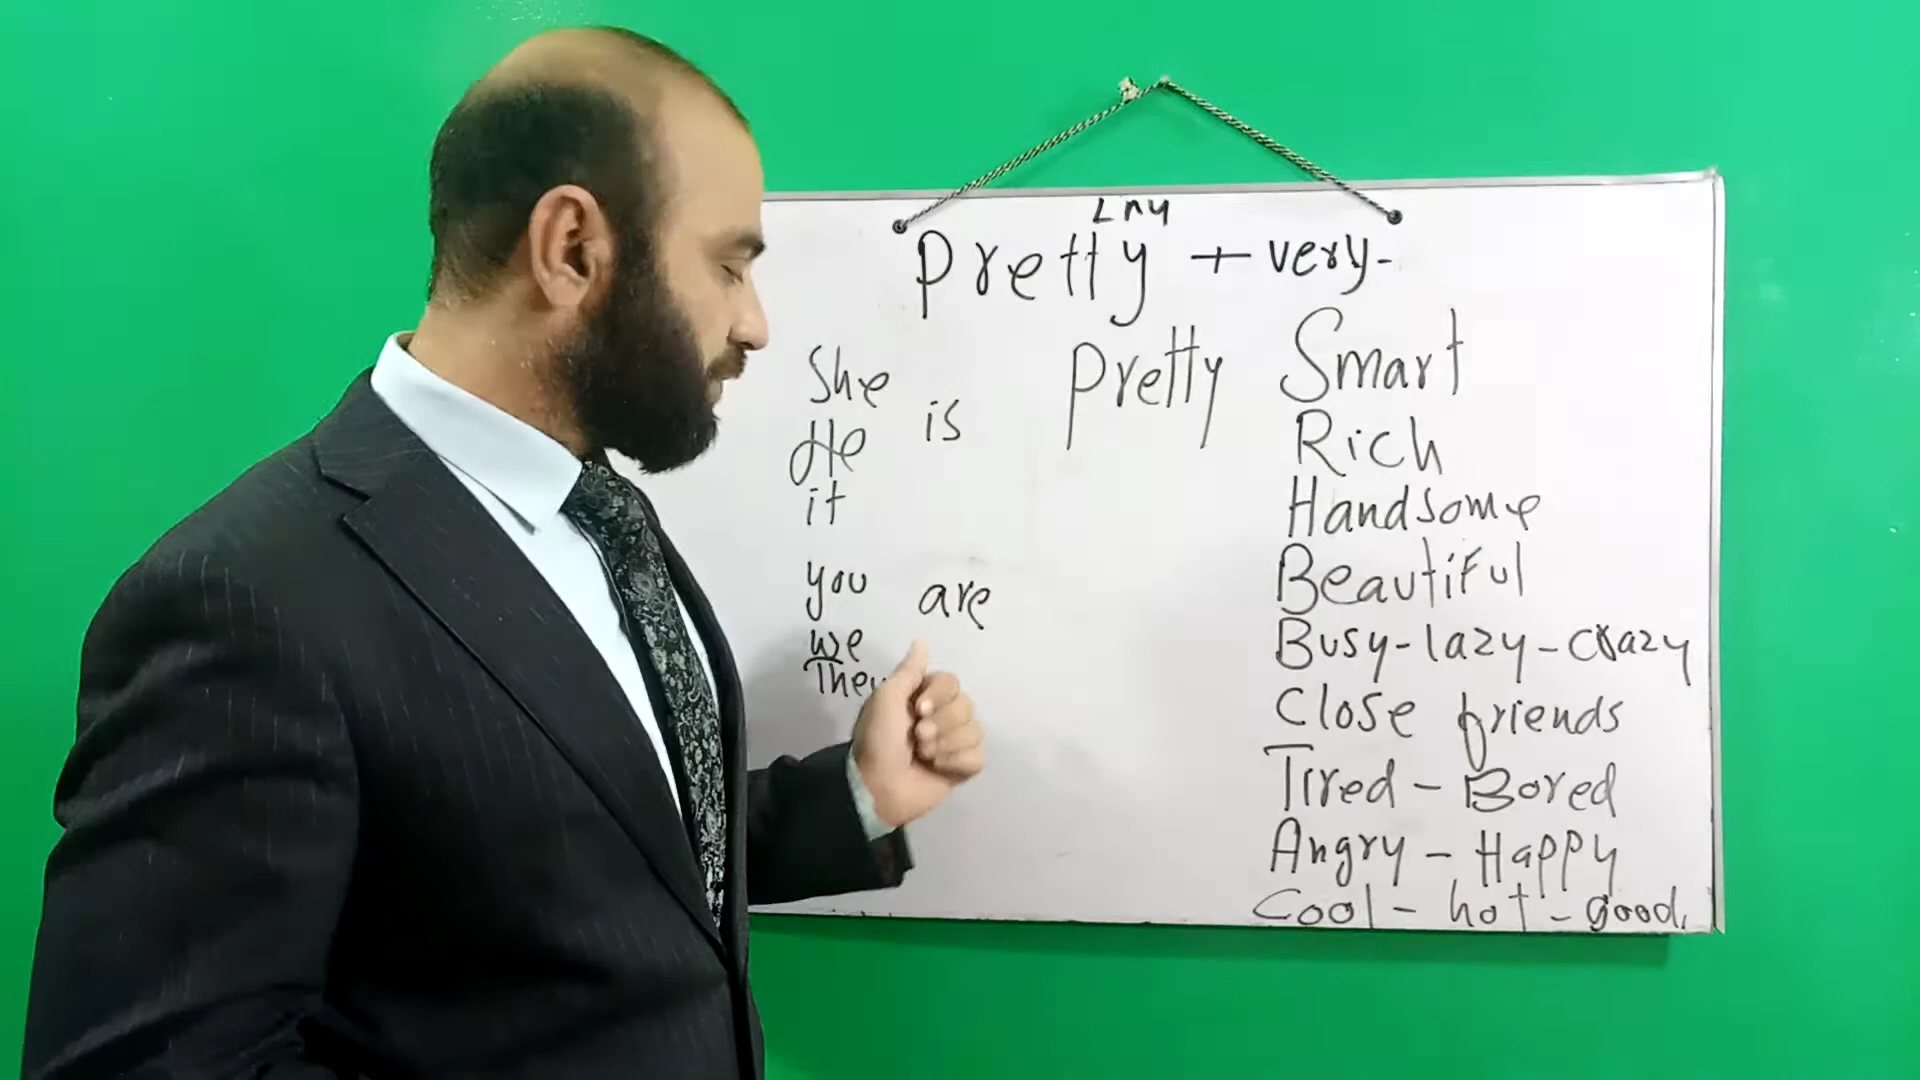 Pretty + very-
She is Pretty Smart
He Rich
it Handsome
Beautiful
you are
we Busy-lazy-crazy
They Close friends
Tired - Bored
Angry - Happy
Cool - hot - good.